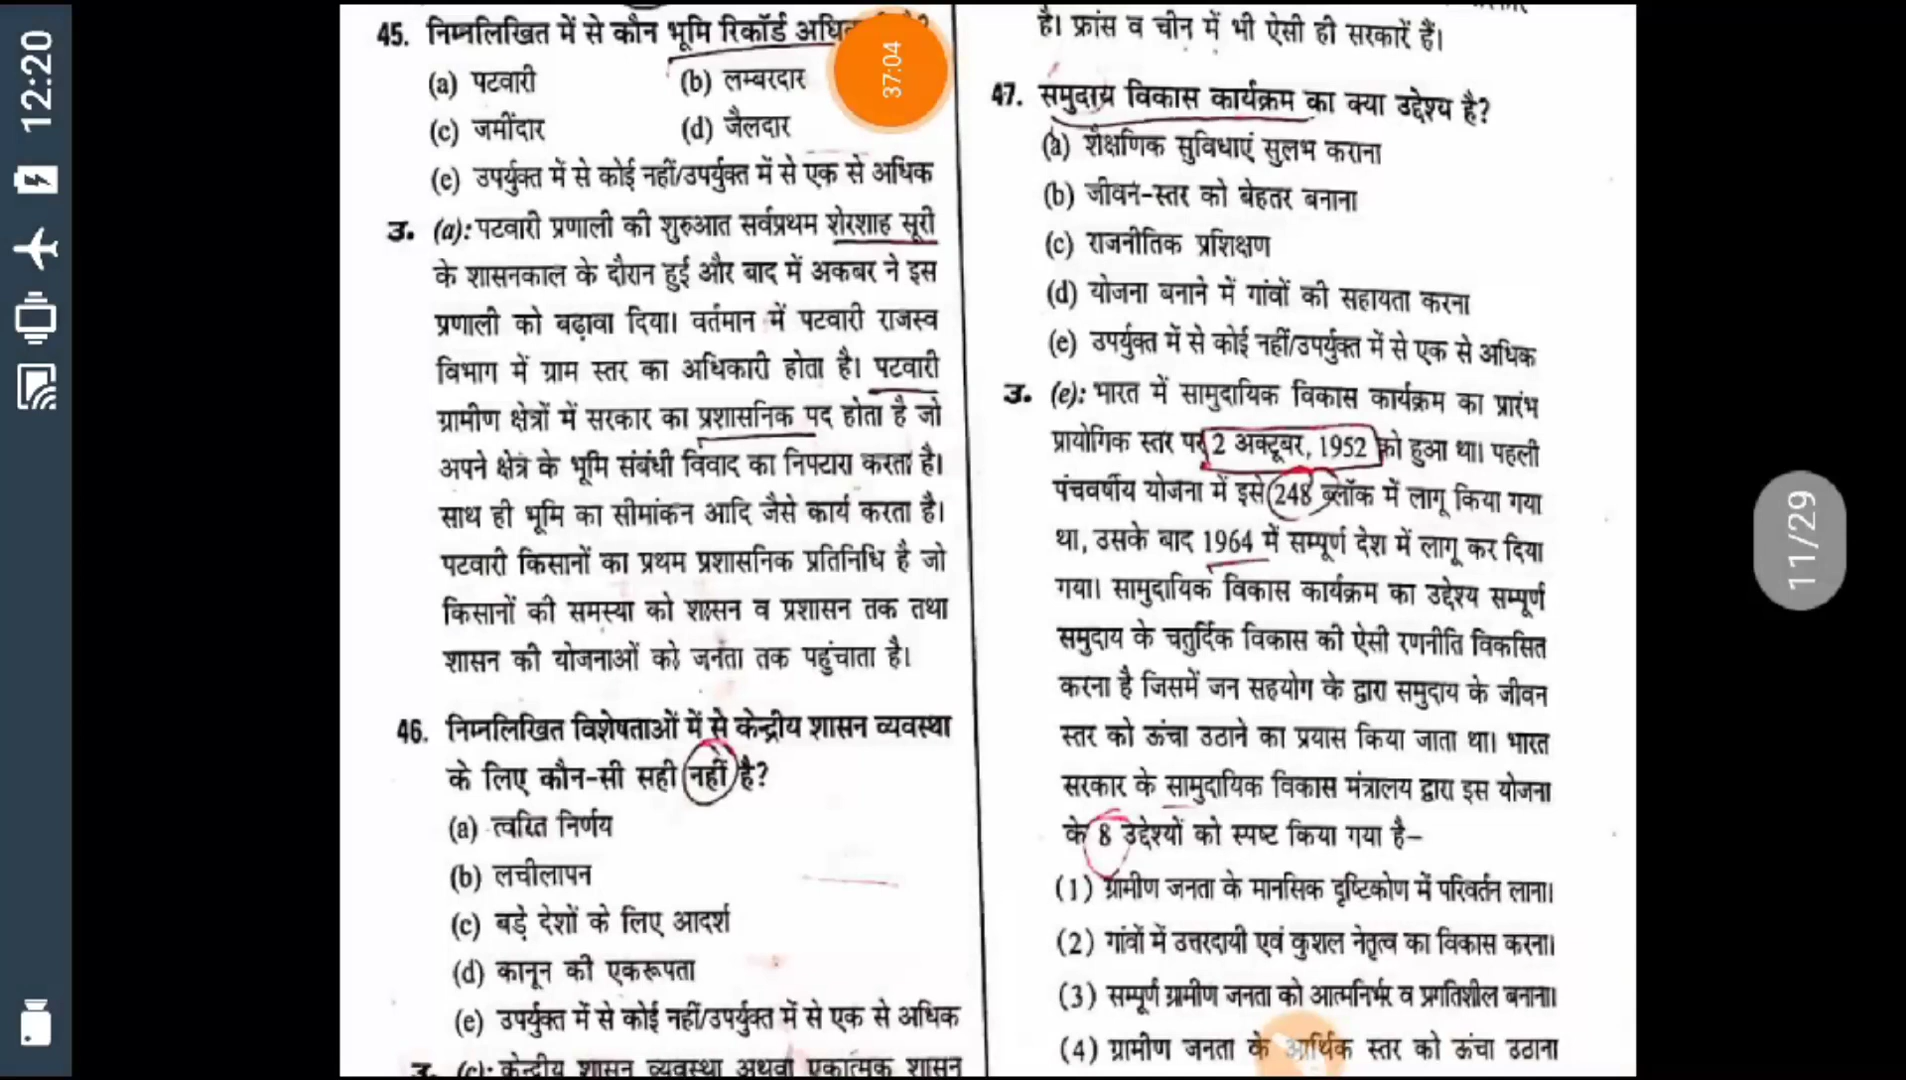 12:20
45. निम्नलिखित में से कौन भूमि रिकॉर्ड
37:04
(a) पटवारी (b) लम्बरदार
(c) जमींदार (d) जैलदार
(e) उपर्युक्त में से कोई नहीं/उपर्युक्त में से एक से अधिक
उ. (a): पटवारी प्रणाली की शुरुआत सर्वप्रथम शेरशाह सूरी
के शासनकाल के दौरान हुई और बाद में अकबर ने इस
प्रणाली को बढ़ावा दिया। वर्तमान में पटवारी राजस्व
विभाग में ग्राम स्तर का अधिकारी होता है। पटवारी
ग्रामीण क्षेत्रों में सरकार का प्रशासनिक पद होता है जो
अपने क्षेत्र के भूमि संबंधी विवाद का निपटारा करता है।
साथ ही भूमि का सीमांकन आदि जैसे कार्य करता है।
पटवारी किसानों का प्रथम प्रशासनिक प्रतिनिधि है जो
किसानों की समस्या को शासन व प्रशासन तक तथा
शासन की योजनाओं को जनता तक पहुंचाता है।
46. निम्नलिखित विशेषताओं में से केन्द्रीय शासन व्यवस्था
के लिए कौन-सी सही नहीं है?
(a) त्वरित निर्णय
(b) लचीलापन
(c) बड़े देशों के लिए आदर्श
(d) कानून की एकरूपता
(e) उपर्युक्त में से कोई नहीं/उपर्युक्त में से एक से अधिक
उ. (c): केन्द्रीय शासन व्यवस्था अथवा एकात्मक शासन
है। फ्रांस व चीन में भी ऐसी ही सरकारें हैं।
47. समुदाय विकास कार्यक्रम का क्या उद्देश्य है?
(a) शैक्षणिक सुविधाएं सुलभ कराना
(b) जीवन-स्तर को बेहतर बनाना
(c) राजनीतिक प्रशिक्षण
(d) योजना बनाने में गांवों की सहायता करना
(e) उपर्युक्त में से कोई नहीं/उपर्युक्त में से एक से अधिक
उ. (e): भारत में सामुदायिक विकास कार्यक्रम का प्रारंभ
प्रायोगिक स्तर पर 2 अक्टूबर, 1952 को हुआ था। पहली
पंचवर्षीय योजना में इसे 248 ब्लॉक में लागू किया गया
था, उसके बाद 1964 में सम्पूर्ण देश में लागू कर दिया
गया। सामुदायिक विकास कार्यक्रम का उद्देश्य सम्पूर्ण
समुदाय के चतुर्दिक विकास की ऐसी रणनीति विकसित
करना है जिसमें जन सहयोग के द्वारा समुदाय के जीवन
स्तर को ऊंचा उठाने का प्रयास किया जाता था। भारत
सरकार के सामुदायिक विकास मंत्रालय द्वारा इस योजना
के 8 उद्देश्यों को स्पष्ट किया गया है–
(1) ग्रामीण जनता के मानसिक दृष्टिकोण में परिवर्तन लाना।
(2) गांवों में उत्तरदायी एवं कुशल नेतृत्व का विकास करना।
(3) सम्पूर्ण ग्रामीण जनता को आत्मनिर्भर व प्रगतिशील बनाना।
(4) ग्रामीण जनता के आर्थिक स्तर को ऊंचा उठाना
11/29